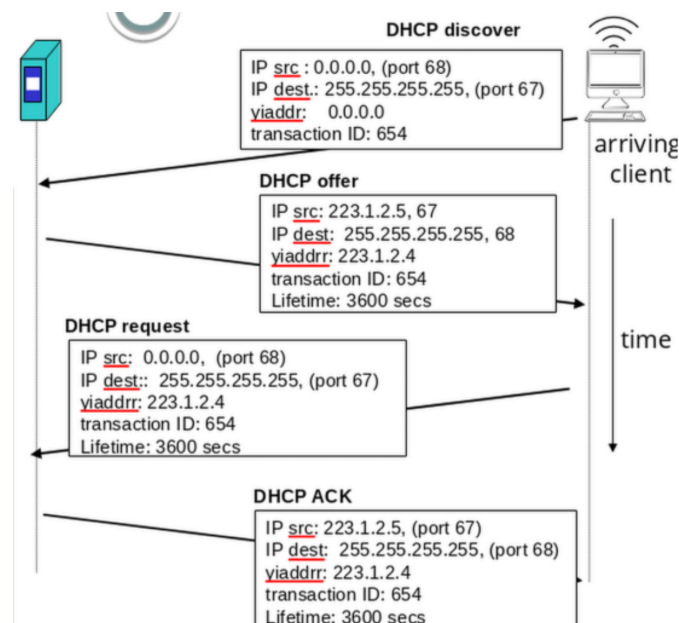 DHCP discover
IP src : 0.0.0.0, (port 68)
IP dest.: 255.255.255.255, (port 67)
yiaddr: 0.0.0.0
transaction ID: 654
arriving
client
DHCP offer
IP src: 223.1.2.5, 67
IP dest: 255.255.255.255, 68
yiaddrr: 223.1.2.4
transaction ID: 654
Lifetime: 3600 secs
time
DHCP request
IP src: 0.0.0.0, (port 68)
IP dest:: 255.255.255.255, (port 67)
yiaddrr: 223.1.2.4
transaction ID: 654
Lifetime: 3600 secs
DHCP ACK
IP src: 223.1.2.5, (port 67)
IP dest: 255.255.255.255, (port 68)
yiaddrr: 223.1.2.4
transaction ID: 654
Lifetime: 3600 secs